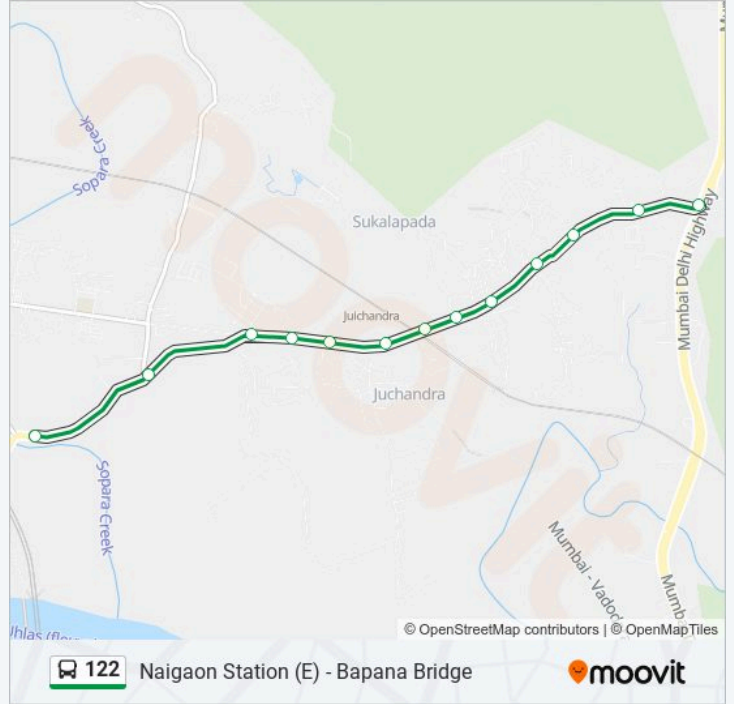 Sopara Creek
Sukalapada
Mumbai Delhi Highway
Juichandra
Juchandra
Sopara Creek
Mumbai - Vadod
Mumb
moovit
© OpenStreetMap contributors | © OpenMapTiles
122 Naigaon Station (E) - Bapana Bridge
moovit